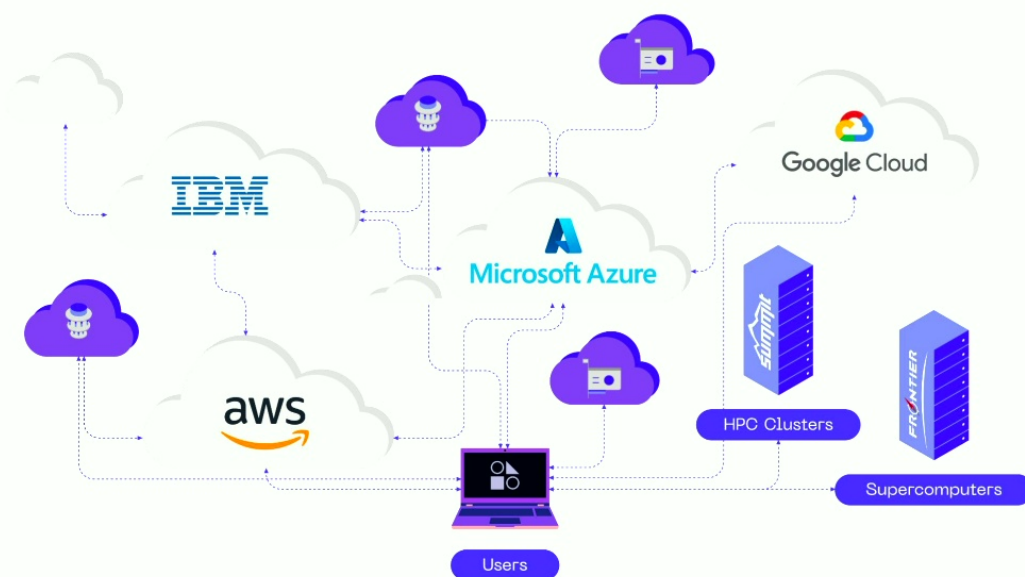 IBM
Google Cloud
Microsoft Azure
summit
aws
FRONTIER
HPC Clusters
Supercomputers
Users